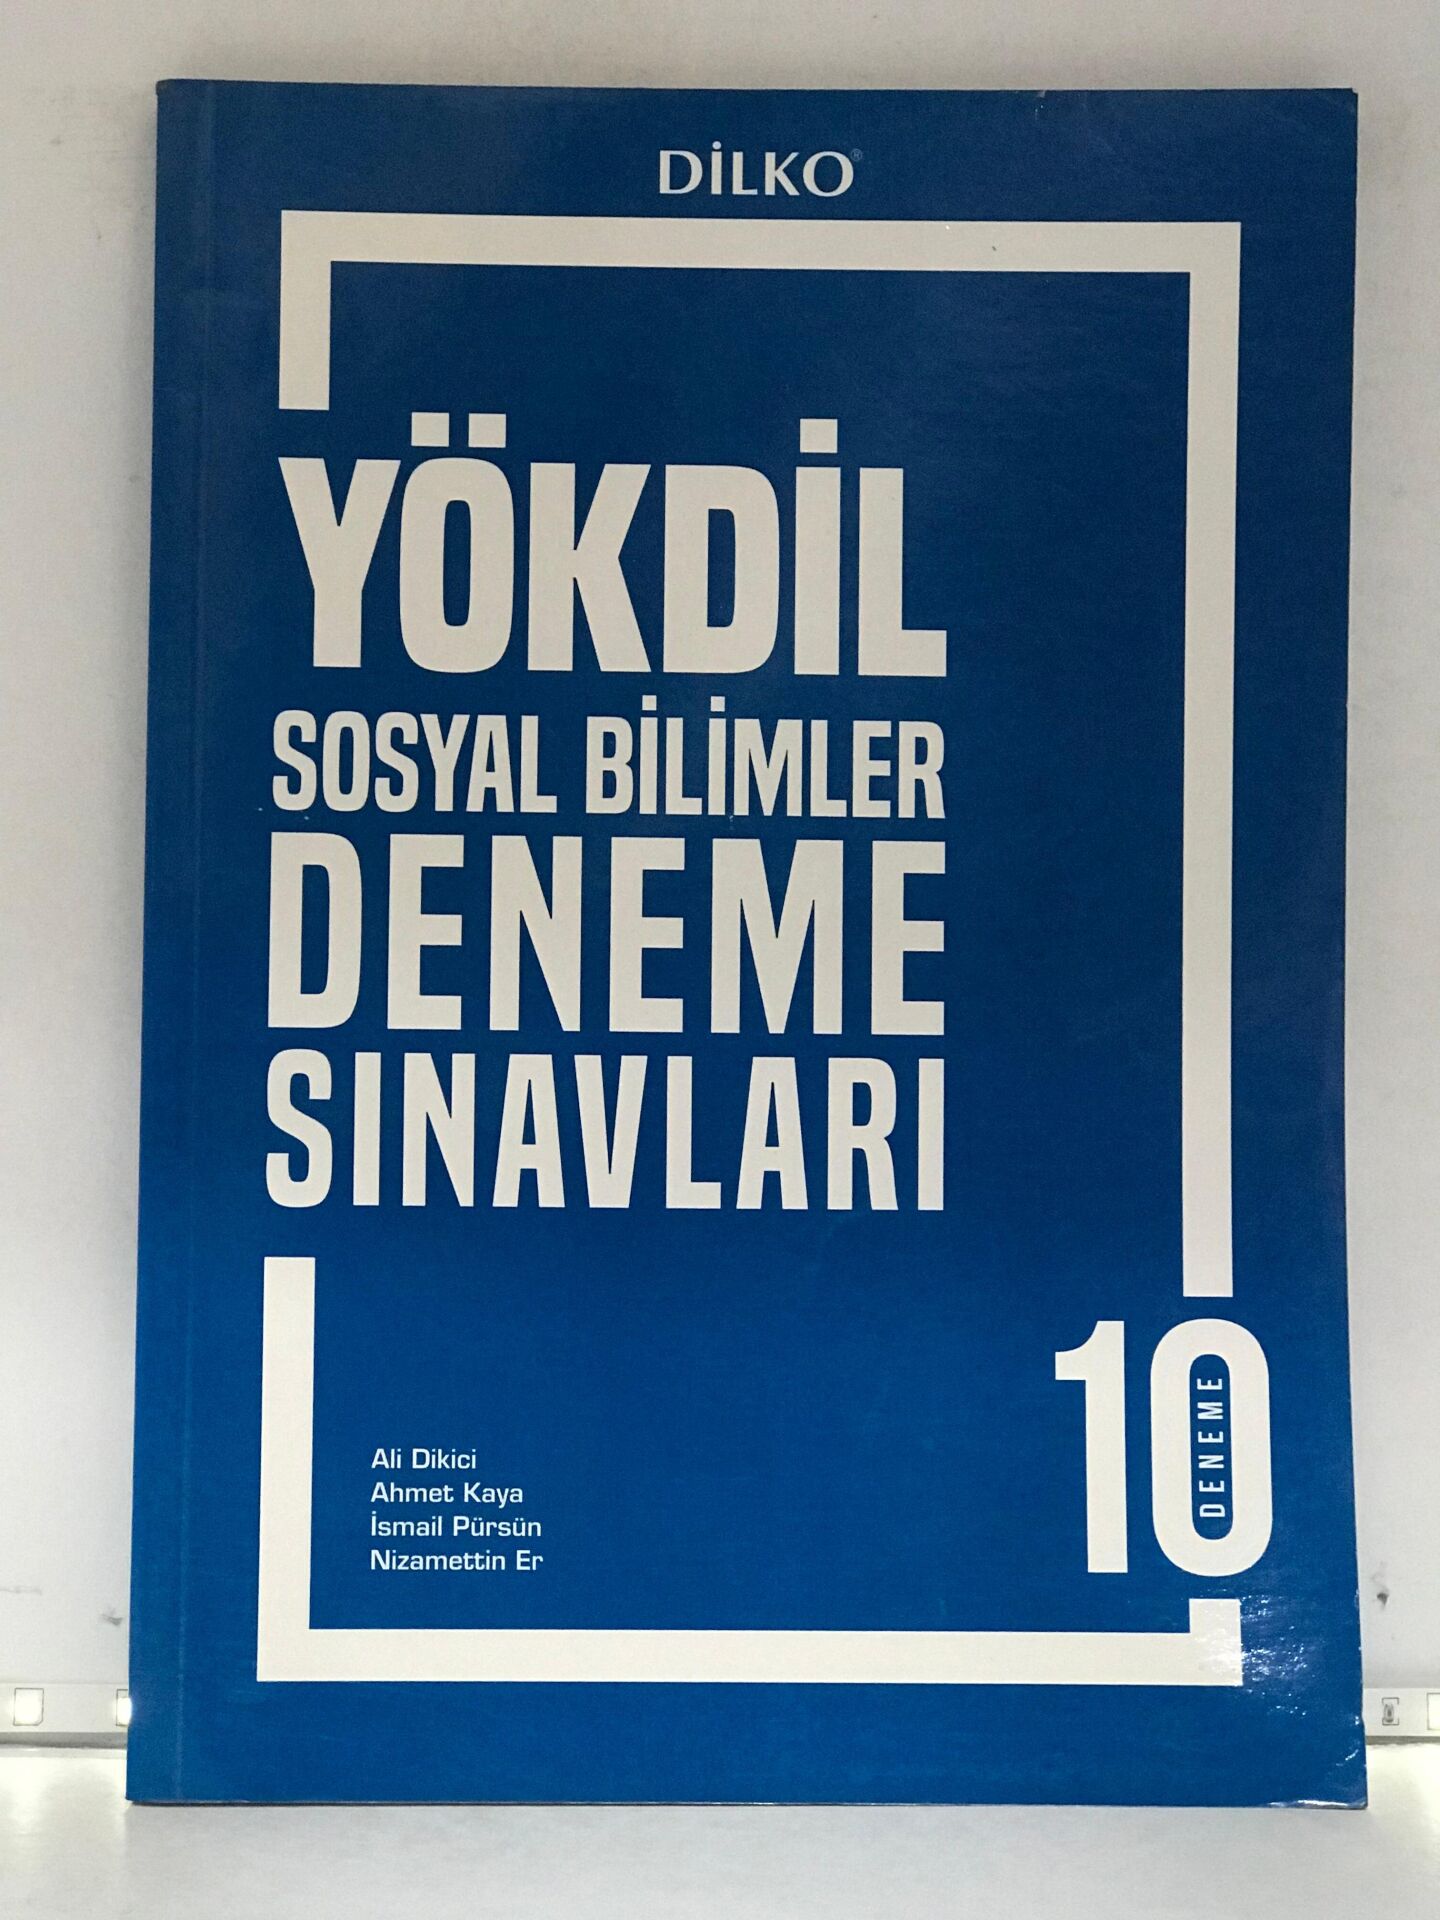 DİLKO®
YÖKDİL
SOSYAL BİLİMLER
DENEME
SINAVLARI
10
DENEME
Ali Dikici
Ahmet Kaya
İsmail Pürsün
Nizamettin Er